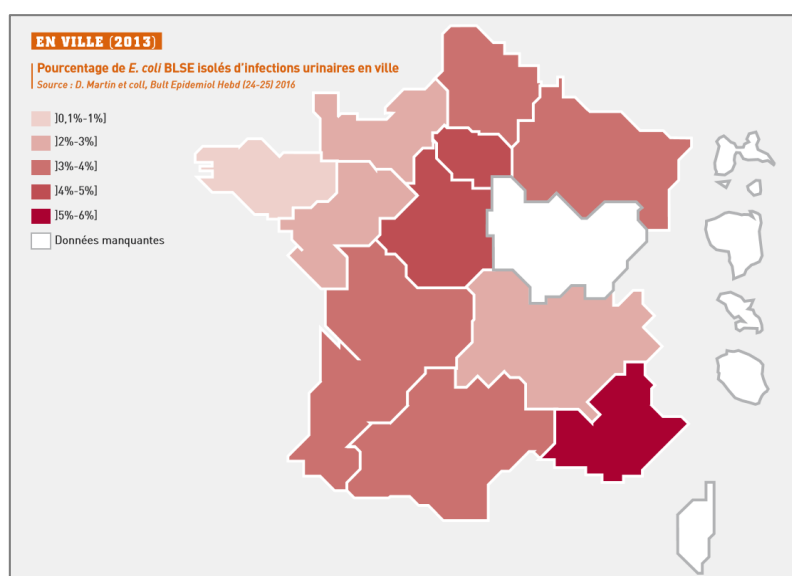 EN VILLE (2013)
Pourcentage de E. coli BLSE isolés d'infections urinaires en ville
Source : D. Martin et coll, Bult Epidemiol Hebd (24-25) 2016
]0,1%-1%]
]2%-3%]
]3%-4%]
]4%-5%]
]5%-6%]
Données manquantes